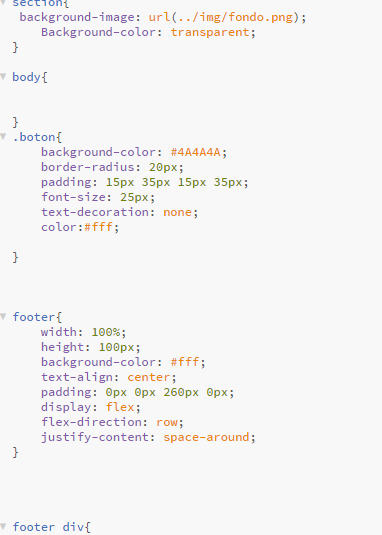 section{
background-image: url(../img/fondo.png);
Background-color: transparent;
}
body{
}
.boton{
background-color: #4A4A4A;
border-radius: 20px;
padding: 15px 35px 15px 35px;
font-size: 25px;
text-decoration: none;
color:#fff;
}
footer{
width: 100%;
height: 100px;
background-color: #fff;
text-align: center;
padding: 0px 0px 260px 0px;
display: flex;
flex-direction: row;
justify-content: space-around;
}
footer div{